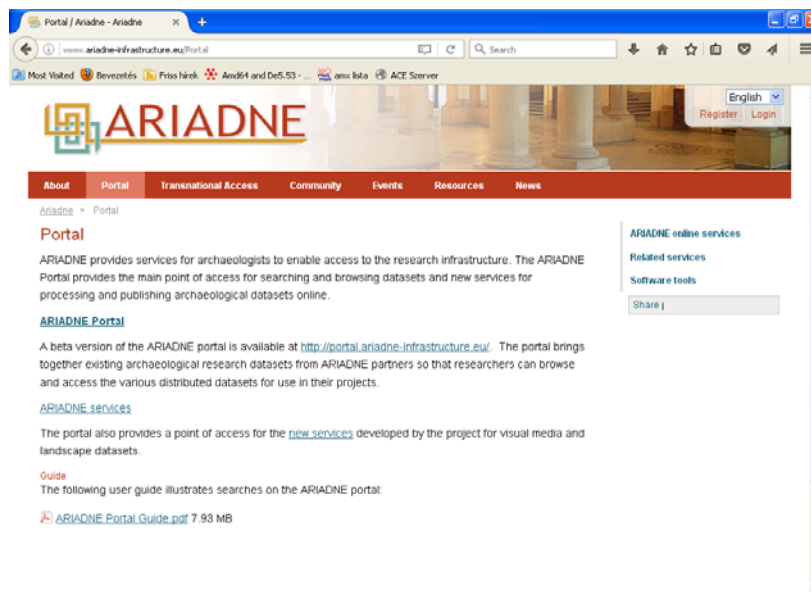 Portal / Ariadne - Ariadne
www.ariadne-infrastructure.eu/Portal
Search
Most Visited Bevezetés Friss hírek Amd64 and De5.53 - ... amx lista ACE Szerver
English
Register Login
ARIADNE
About Portal Transnational Access Community Events Resources News
Ariadne > Portal
Portal
ARIADNE provides services for archaeologists to enable access to the research infrastructure. The ARIADNE
Portal provides the main point of access for searching and browsing datasets and new services for
processing and publishing archaeological datasets online.
ARIADNE Portal
A beta version of the ARIADNE portal is available at http://portal.ariadne-infrastructure.eu/. The portal brings
together existing archaeological research datasets from ARIADNE partners so that researchers can browse
and access the various distributed datasets for use in their projects.
ARIADNE services
The portal also provides a point of access for the new services developed by the project for visual media and
landscape datasets.
Guide
The following user guide illustrates searches on the ARIADNE portal:
ARIADNE Portal Guide.pdf 7.93 MB
ARIADNE online services
Related services
Software tools
Share |